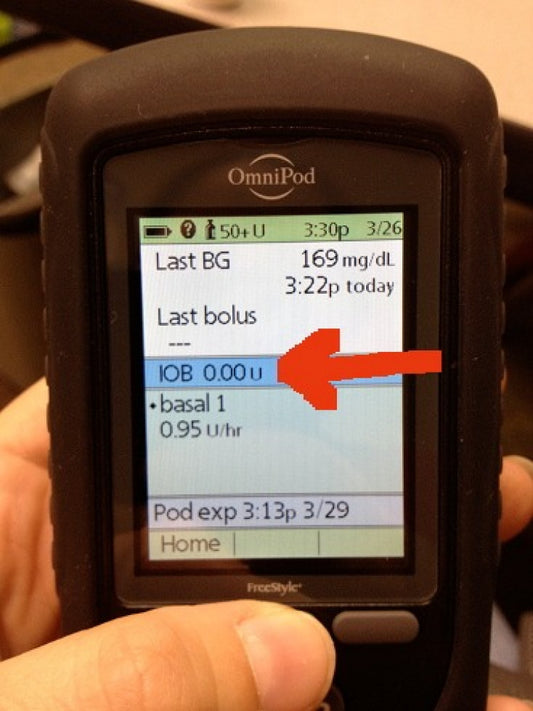 OmniPod
50+U 3:30p 3/26
Last BG 169 mg/dL
3:22p today
Last bolus
---
IOB 0.00 U
•basal 1
0.95 U/hr
Pod exp 3:13p 3/29
Home
FreeStyle